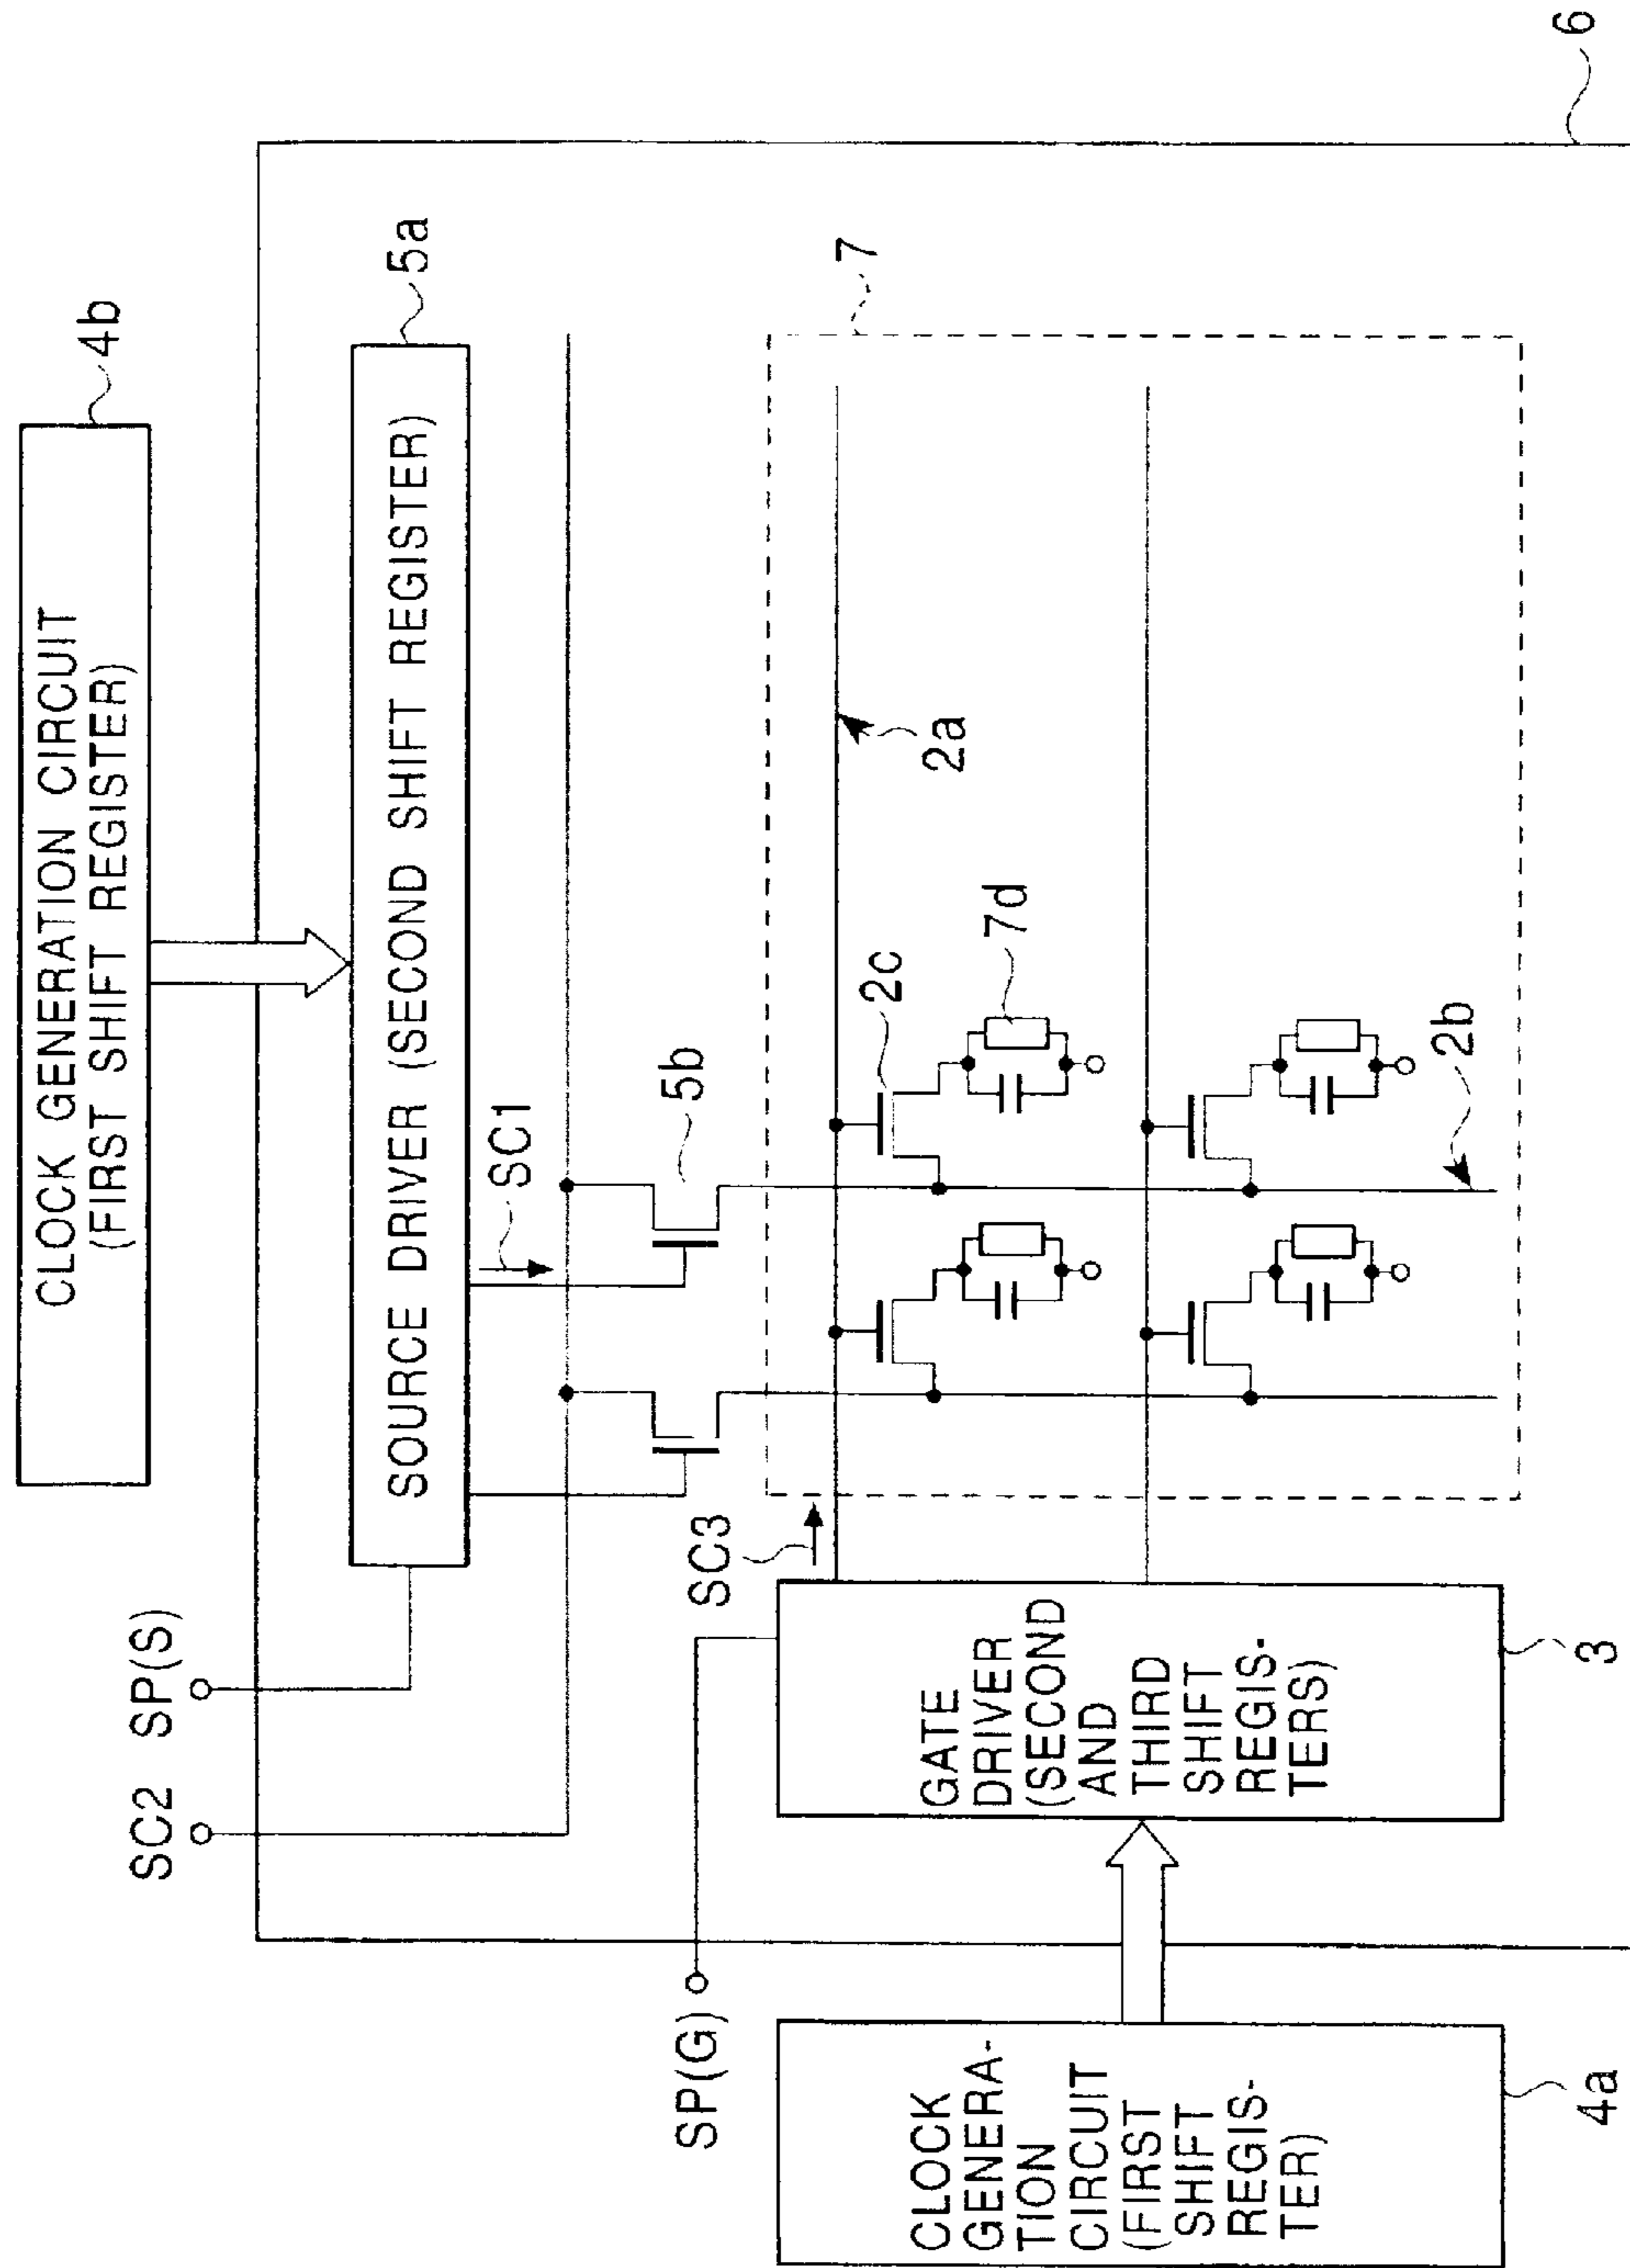 CLOCK GENERATION CIRCUIT
(FIRST SHIFT REGISTER)
4b
6
SC2
SP(S)
SOURCE DRIVER (SECOND SHIFT REGISTER)
5a
SC1
5b
7
SP(G)
SC3
2a
2c
7d
2b
CLOCK
GENERA-
TION
CIRCUIT
(FIRST
SHIFT
REGIS-
TER)
4a
GATE
DRIVER
(SECOND
AND
THIRD
SHIFT
REGIS-
TERS)
3